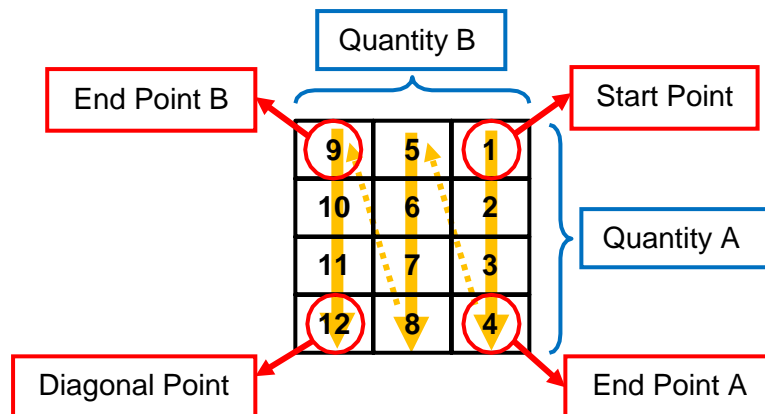 Quantity B
End Point B
Start Point
9 5 1
10 6 2
11 7 3
Quantity A
12 8 4
Diagonal Point
End Point A